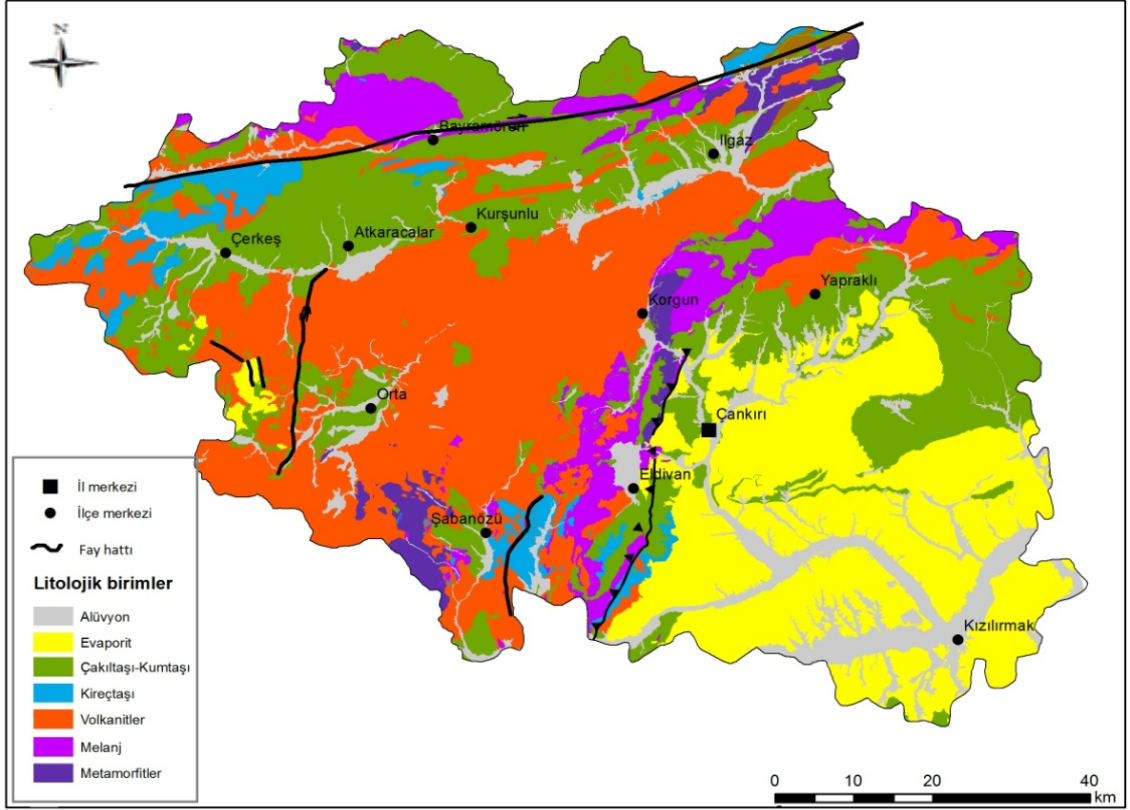 Bayramören
Ilgaz
Kurşunlu
Atkaracalar
Çerkeş
Yapraklı
Korgun
Orta
Çankırı
Eldivan
Şabanözü
Kızılırmak
İl merkezi
İlçe merkezi
Fay hattı
Litolojik birimler
Alüvyon
Evaporit
Çakıltaşı-Kumtaşı
Kireçtaşı
Volkanitler
Melanj
Metamorfitler
0 10 20 40
km